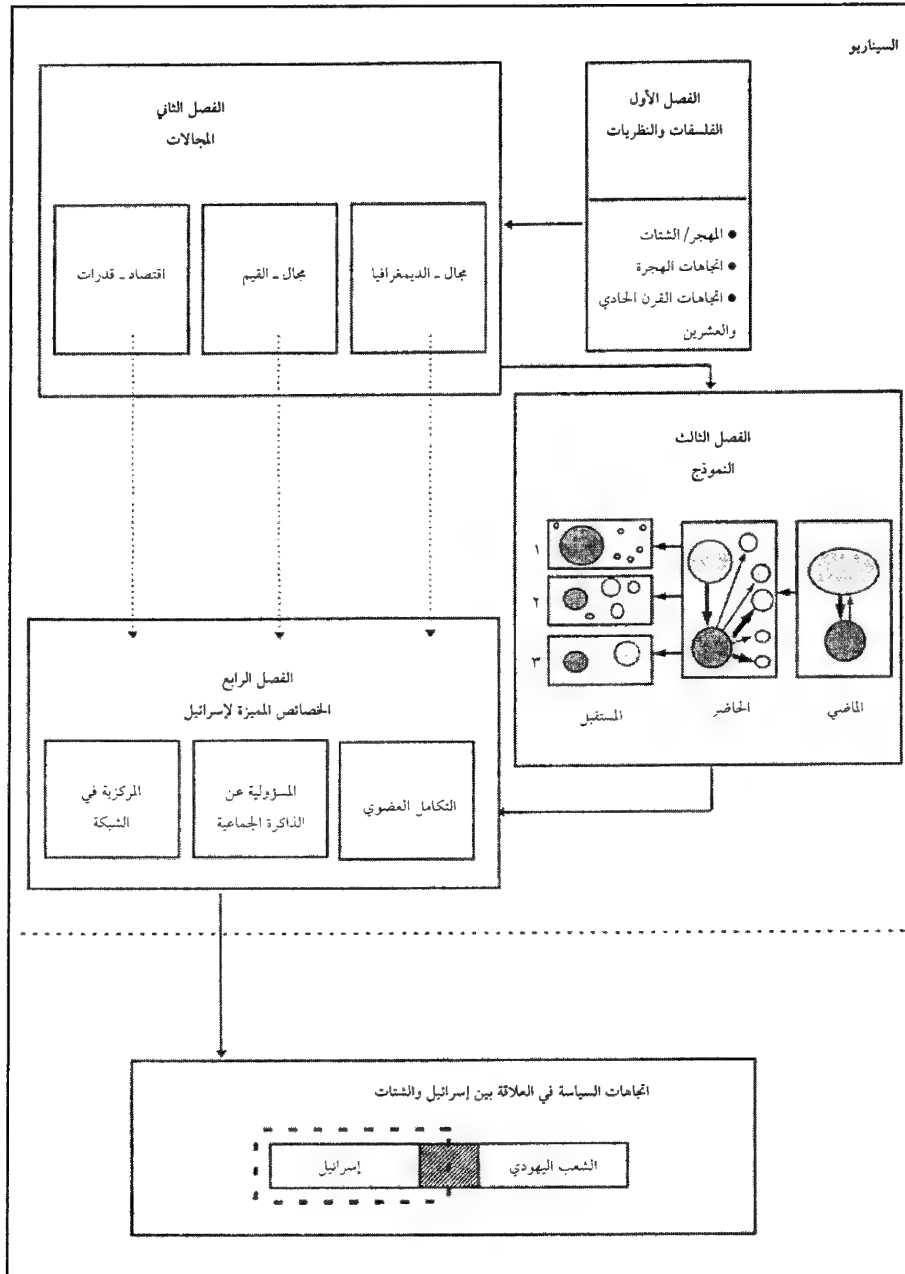 السيناريو
الفصل الأول
الفلسفات والنظريات
● المهجر/الشتات
● اتجاهات الهجرة
● اتجاهات القرن الحادي
والعشرين
الفصل الثاني
المجالات
مجال ـ الديمغرافيا
مجال ـ القيم
اقتصاد ـ قدرات
الفصل الثالث
النموذج
١
٢
٣
الماضي
الحاضر
المستقبل
الفصل الرابع
الخصائص المميزة لإسرائيل
التكامل العضوي
المسؤولية عن
الذاكرة الجماعية
المركزية في
الشبكة
اتجاهات السياسة في العلاقة بين إسرائيل والشتات
الشعب اليهودي
إسرائيل